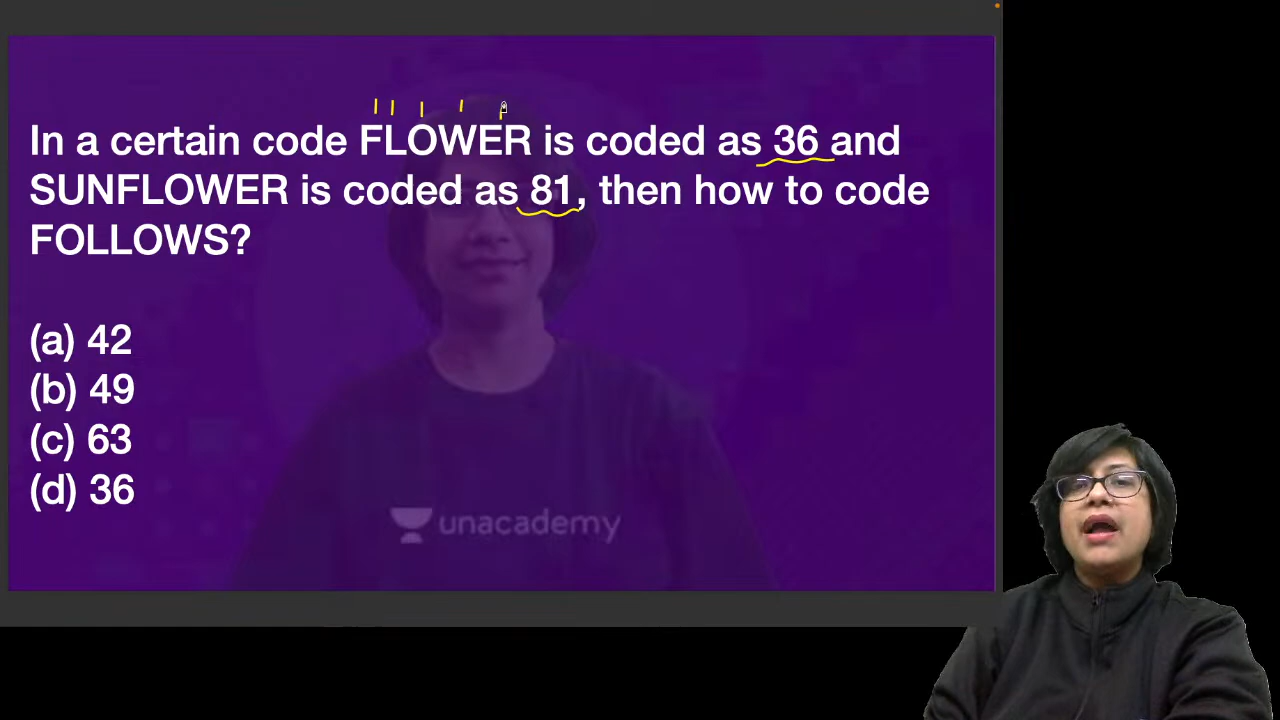 In a certain code FLOWER is coded as 36 and
SUNFLOWER is coded as 81, then how to code
FOLLOWS?
(a) 42
(b) 49
(c) 63
(d) 36
unacademy